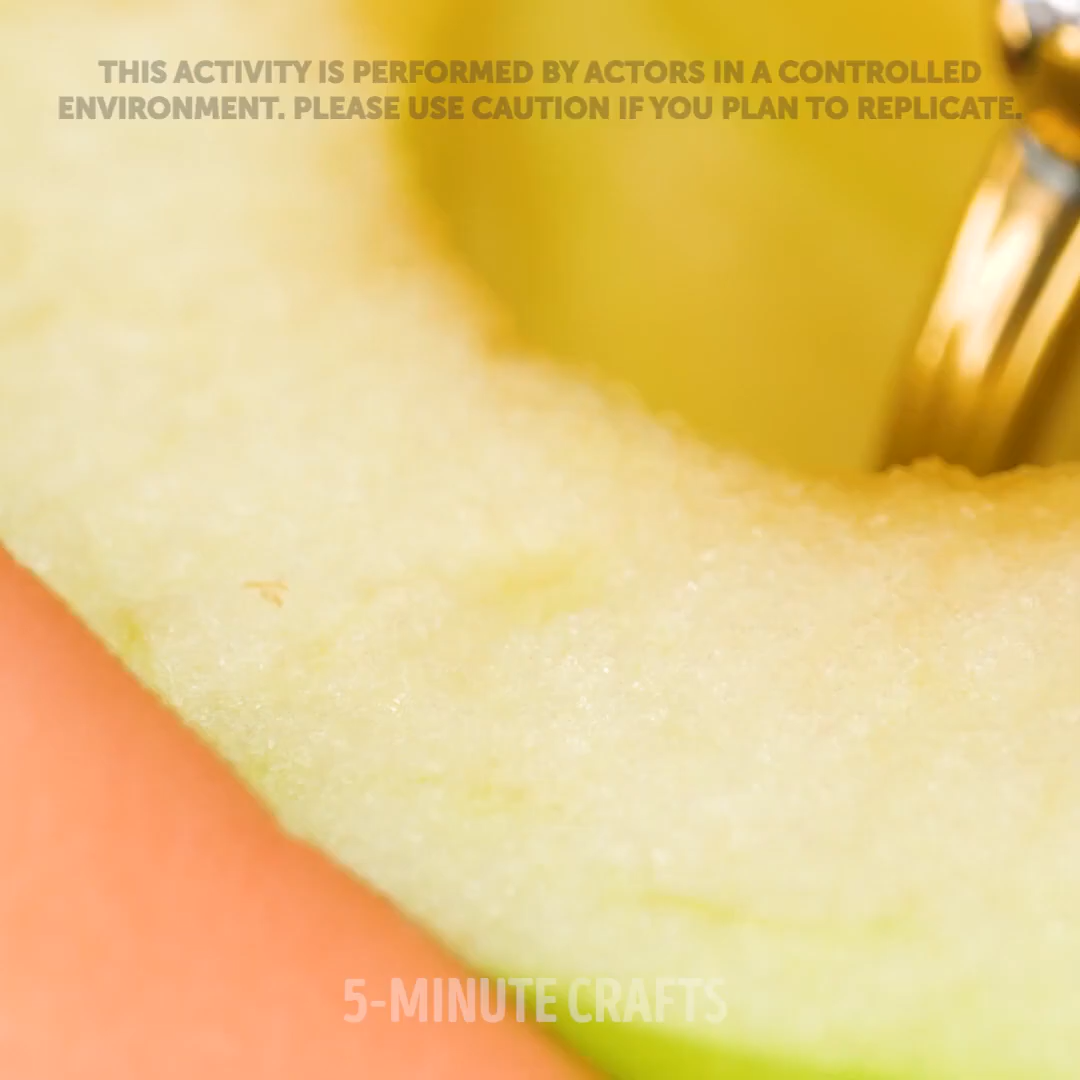 THIS ACTIVITY IS PERFORMED BY ACTORS IN A CONTROLLED
ENVIRONMENT. PLEASE USE CAUTION IF YOU PLAN TO REPLICATE.
5-MINUTE CRAFTS